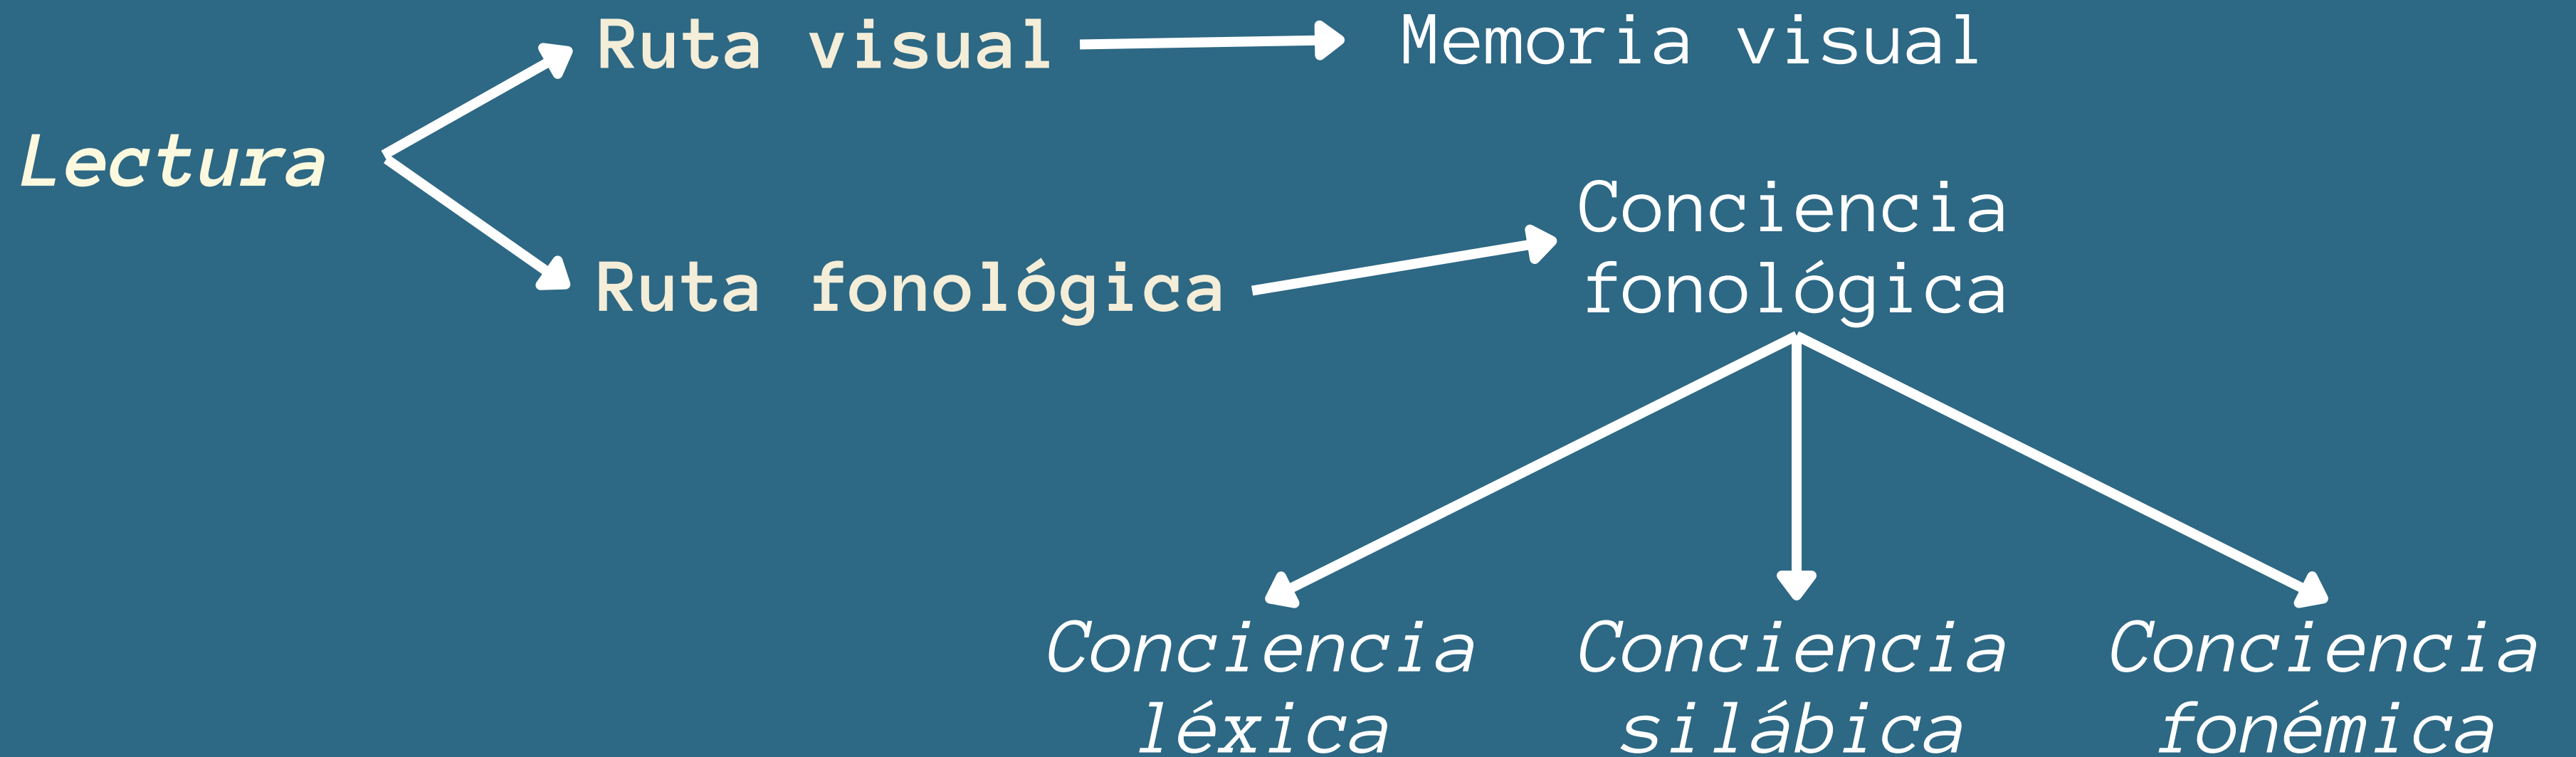 Ruta visual
Memoria visual
Lectura
Ruta fonológica
Conciencia
fonológica
Conciencia
léxica
Conciencia
silábica
Conciencia
fonémica